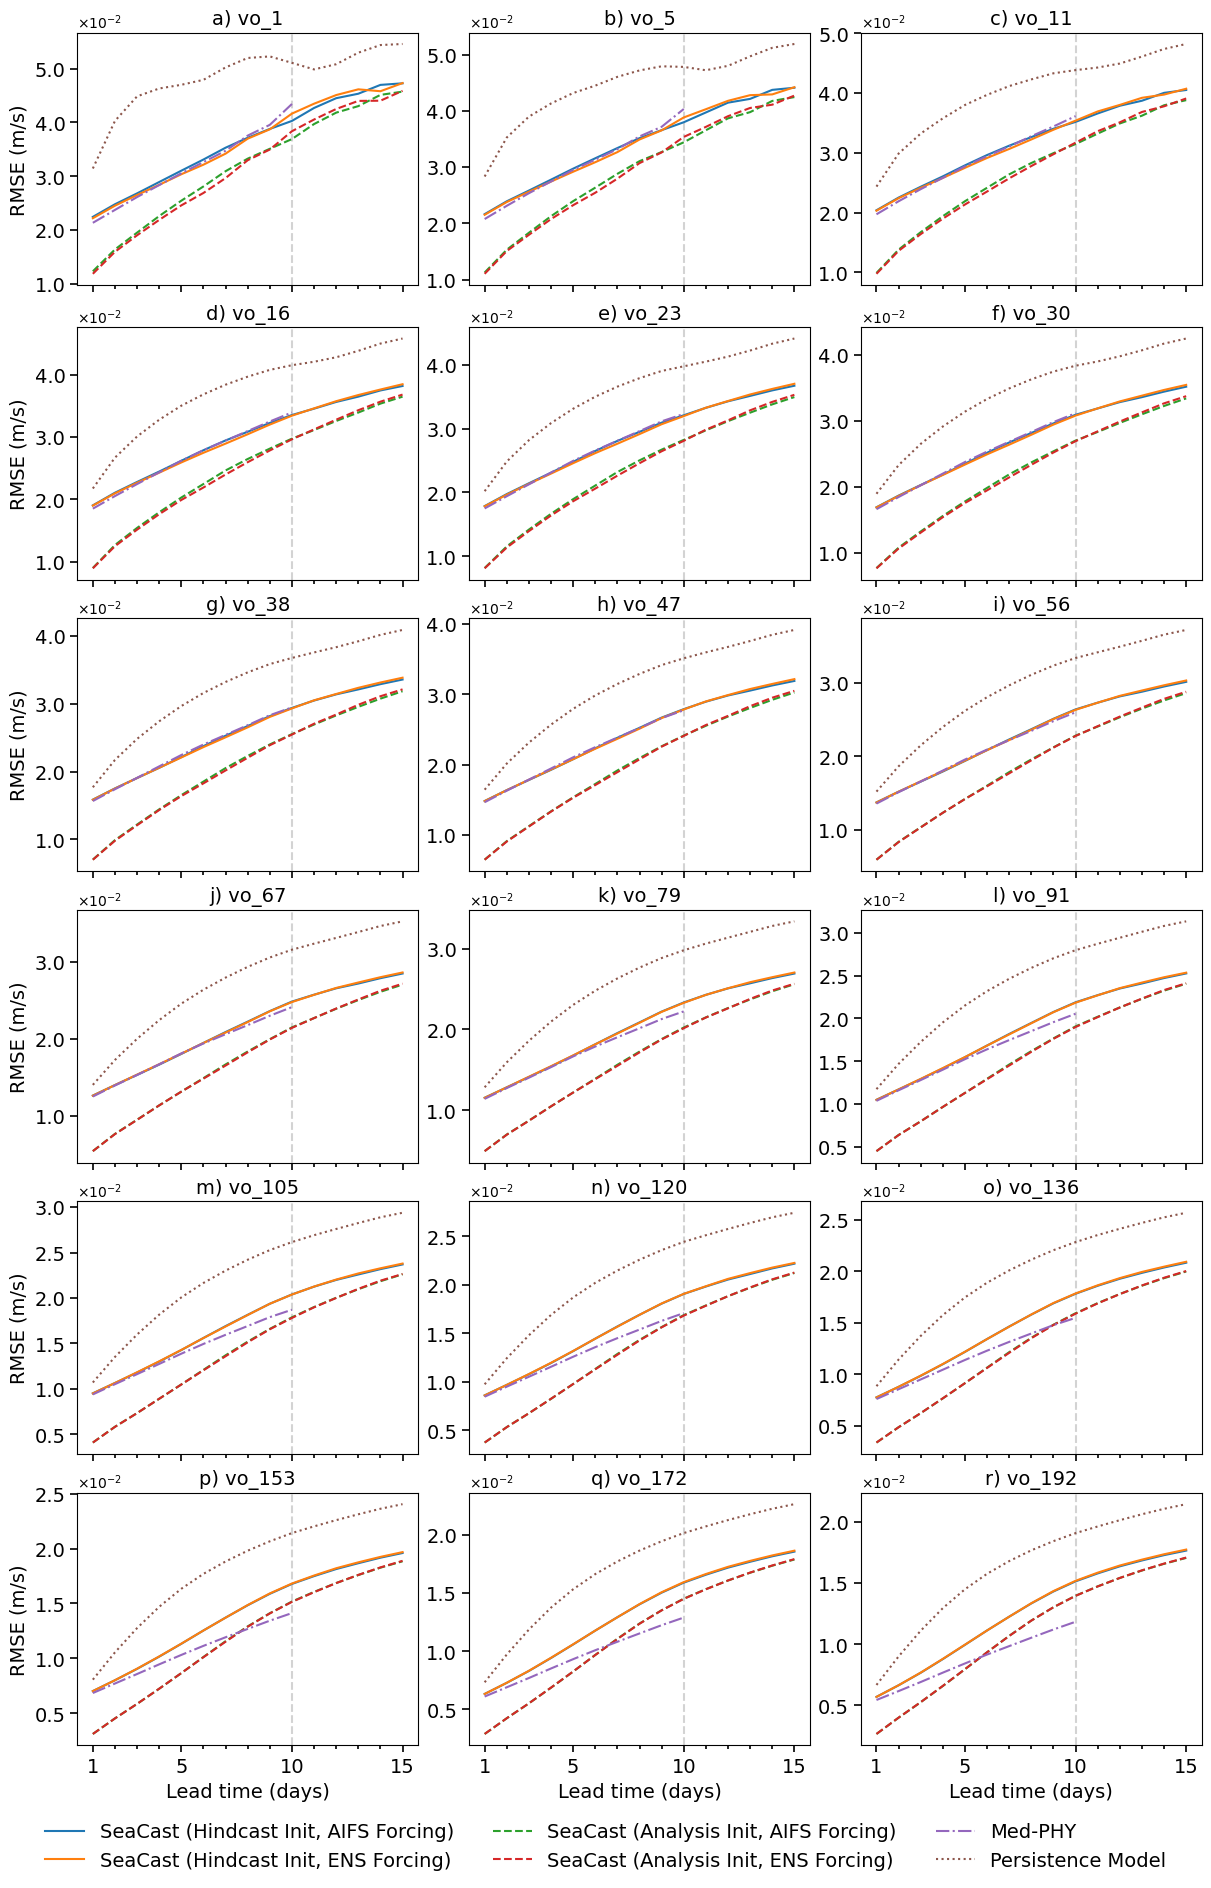 a) vo_1
b) vo_5
c) vo_11
×10⁻²
×10⁻²
×10⁻²
RMSE (m/s)
5.0
4.0
3.0
2.0
1.0
5.0
4.0
3.0
2.0
1.0
5.0
4.0
3.0
2.0
1.0
d) vo_16
e) vo_23
f) vo_30
×10⁻²
×10⁻²
×10⁻²
RMSE (m/s)
4.0
3.0
2.0
1.0
4.0
3.0
2.0
1.0
4.0
3.0
2.0
1.0
g) vo_38
h) vo_47
i) vo_56
×10⁻²
×10⁻²
×10⁻²
RMSE (m/s)
4.0
3.0
2.0
1.0
4.0
3.0
2.0
1.0
3.0
2.0
1.0
j) vo_67
k) vo_79
l) vo_91
×10⁻²
×10⁻²
×10⁻²
RMSE (m/s)
3.0
2.0
1.0
3.0
2.0
1.0
3.0
2.5
2.0
1.5
1.0
0.5
m) vo_105
n) vo_120
o) vo_136
×10⁻²
×10⁻²
×10⁻²
RMSE (m/s)
3.0
2.5
2.0
1.5
1.0
0.5
2.5
2.0
1.5
1.0
0.5
2.5
2.0
1.5
1.0
0.5
p) vo_153
q) vo_172
r) vo_192
×10⁻²
×10⁻²
×10⁻²
RMSE (m/s)
2.5
2.0
1.5
1.0
0.5
2.0
1.5
1.0
0.5
2.0
1.5
1.0
0.5
1 5 10 15
1 5 10 15
1 5 10 15
Lead time (days)
Lead time (days)
Lead time (days)
SeaCast (Hindcast Init, AIFS Forcing)
SeaCast (Hindcast Init, ENS Forcing)
SeaCast (Analysis Init, AIFS Forcing)
SeaCast (Analysis Init, ENS Forcing)
Med-PHY
Persistence Model